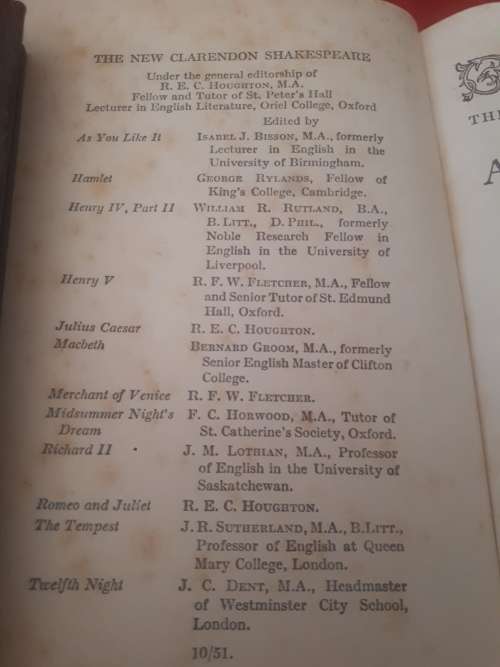 THE NEW CLARENDON SHAKESPEARE
Under the general editorship of
R. E. C. HOUGHTON, M.A.
Fellow and Tutor of St. Peter's Hall
Lecturer in English Literature, Oriel College, Oxford
Edited by
As You Like It ISABEL J. BISSON, M.A., formerly
Lecturer in English in the
University of Birmingham.
Hamlet GEORGE RYLANDS, Fellow of
King's College, Cambridge.
Henry IV, Part II WILLIAM R. RUTLAND, B.A.,
B. LITT., D. PHIL., formerly
Noble Research Fellow in
English in the University of
Liverpool.
Henry V R. F. W. FLETCHER, M.A., Fellow
and Senior Tutor of St. Edmund
Hall, Oxford.
Julius Caesar R. E. C. HOUGHTON.
Macbeth BERNARD GROOM, M.A., formerly
Senior English Master of Clifton
College.
Merchant of Venice R. F. W. FLETCHER.
Midsummer Night's F. C. HORWOOD, M.A., Tutor of
Dream St. Catherine's Society, Oxford.
Richard II J. M. LOTHIAN, M.A., Professor
of English in the University of
Saskatchewan.
Romeo and Juliet R. E. C. HOUGHTON.
The Tempest J. R. SUTHERLAND, M.A., B.LITT.,
Professor of English at Queen
Mary College, London.
Twelfth Night J. C. DENT, M.A., Headmaster
of Westminster City School,
London.
10/51.
TH
A